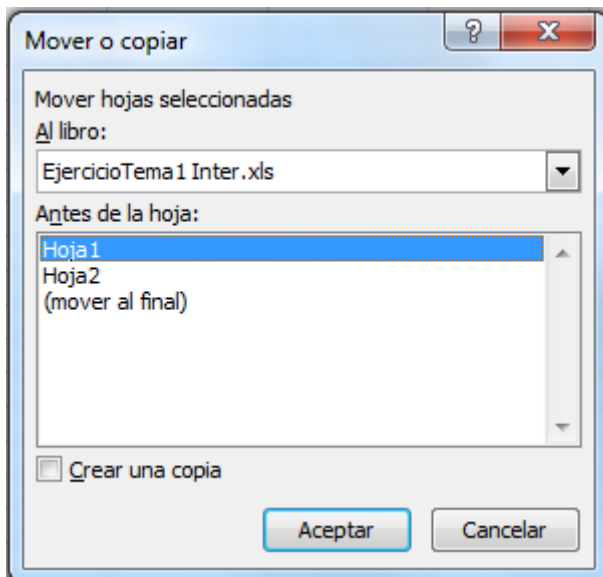 Mover o copiar
Mover hojas seleccionadas
Al libro:
EjercicioTema1 Inter.xls
Antes de la hoja:
Hoja1
Hoja2
(mover al final)
Crear una copia
Aceptar
Cancelar